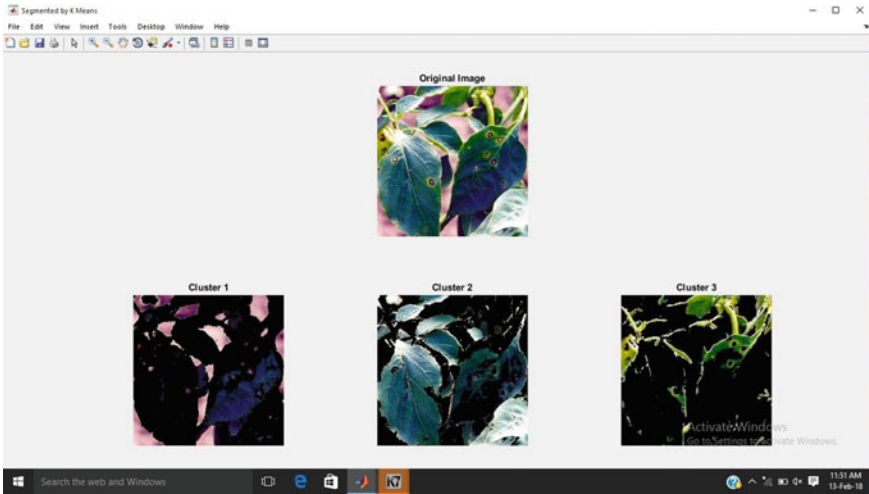 Segmented by K Means
File Edit View Insert Tools Desktop Window Help
Original Image
Cluster 1
Cluster 2
Cluster 3
Activate Windows
Go to Settings to activate Windows.
Search the web and Windows
11:51 AM
13-Feb-18